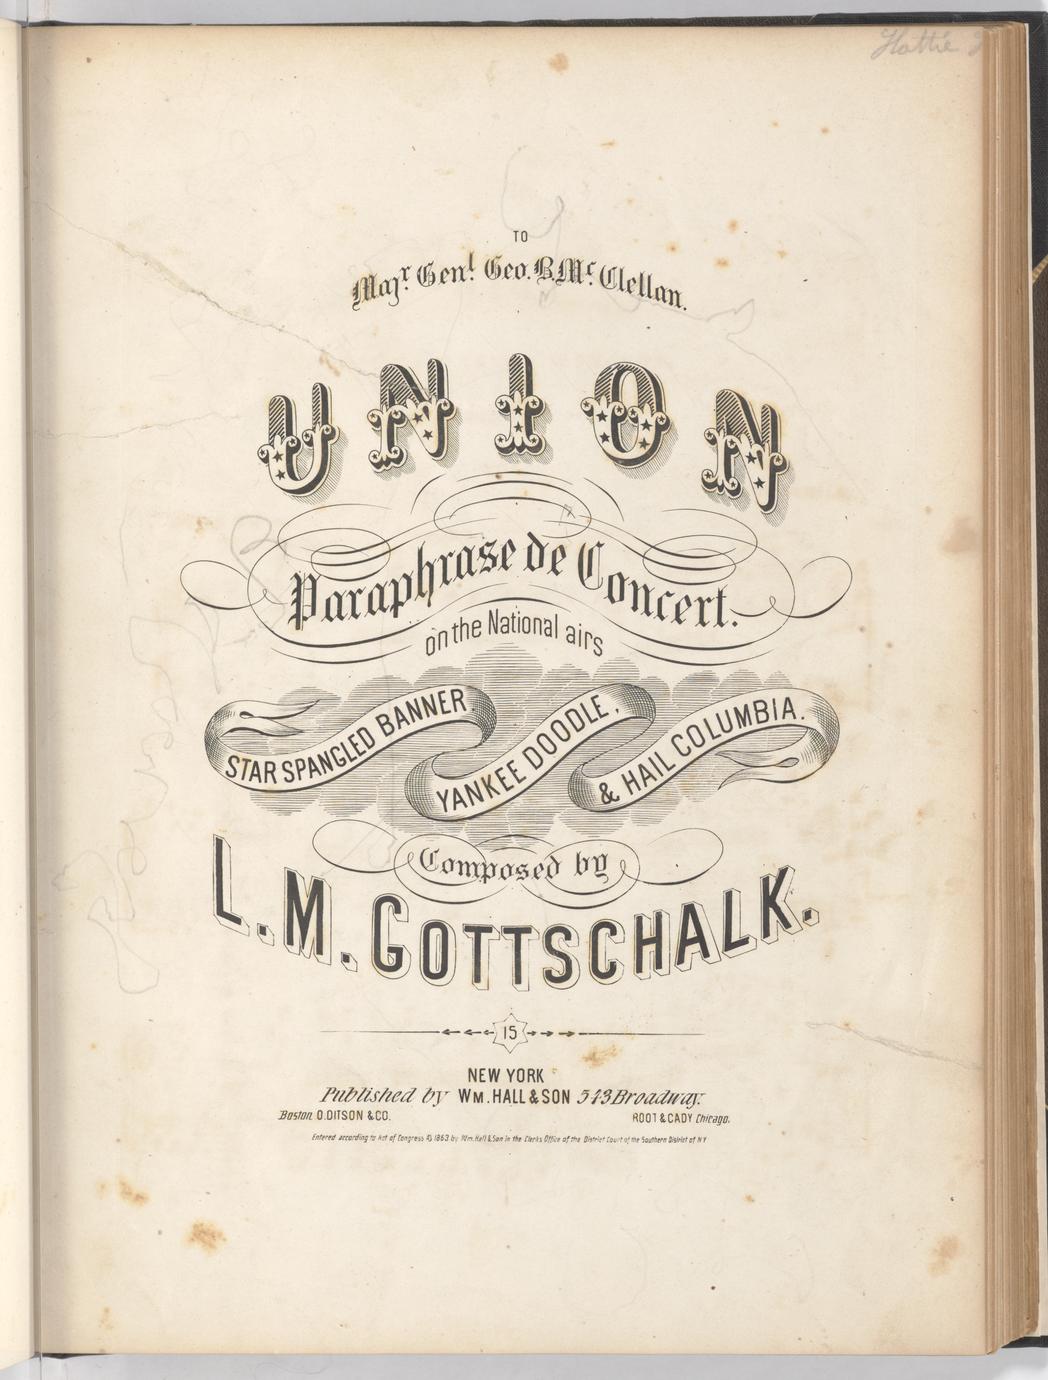 Hattie
TO
Majr. Genl. Geo. B. Mc. Clellan.
UNION
Paraphrase de Concert.
on the National airs
STAR SPANGLED BANNER
YANKEE DOODLE,
& HAIL COLUMBIA.
Composed by
L. M. GOTTSCHALK.
15
NEW YORK
Published by WM. HALL & SON 543 Broadway.
Boston O. DITSON & CO. ROOT & CADY Chicago.
Entered according to Act of Congress AD 1863 by Wm. Hall & Son in the Clerks Office of the District Court of the Southern District of N Y